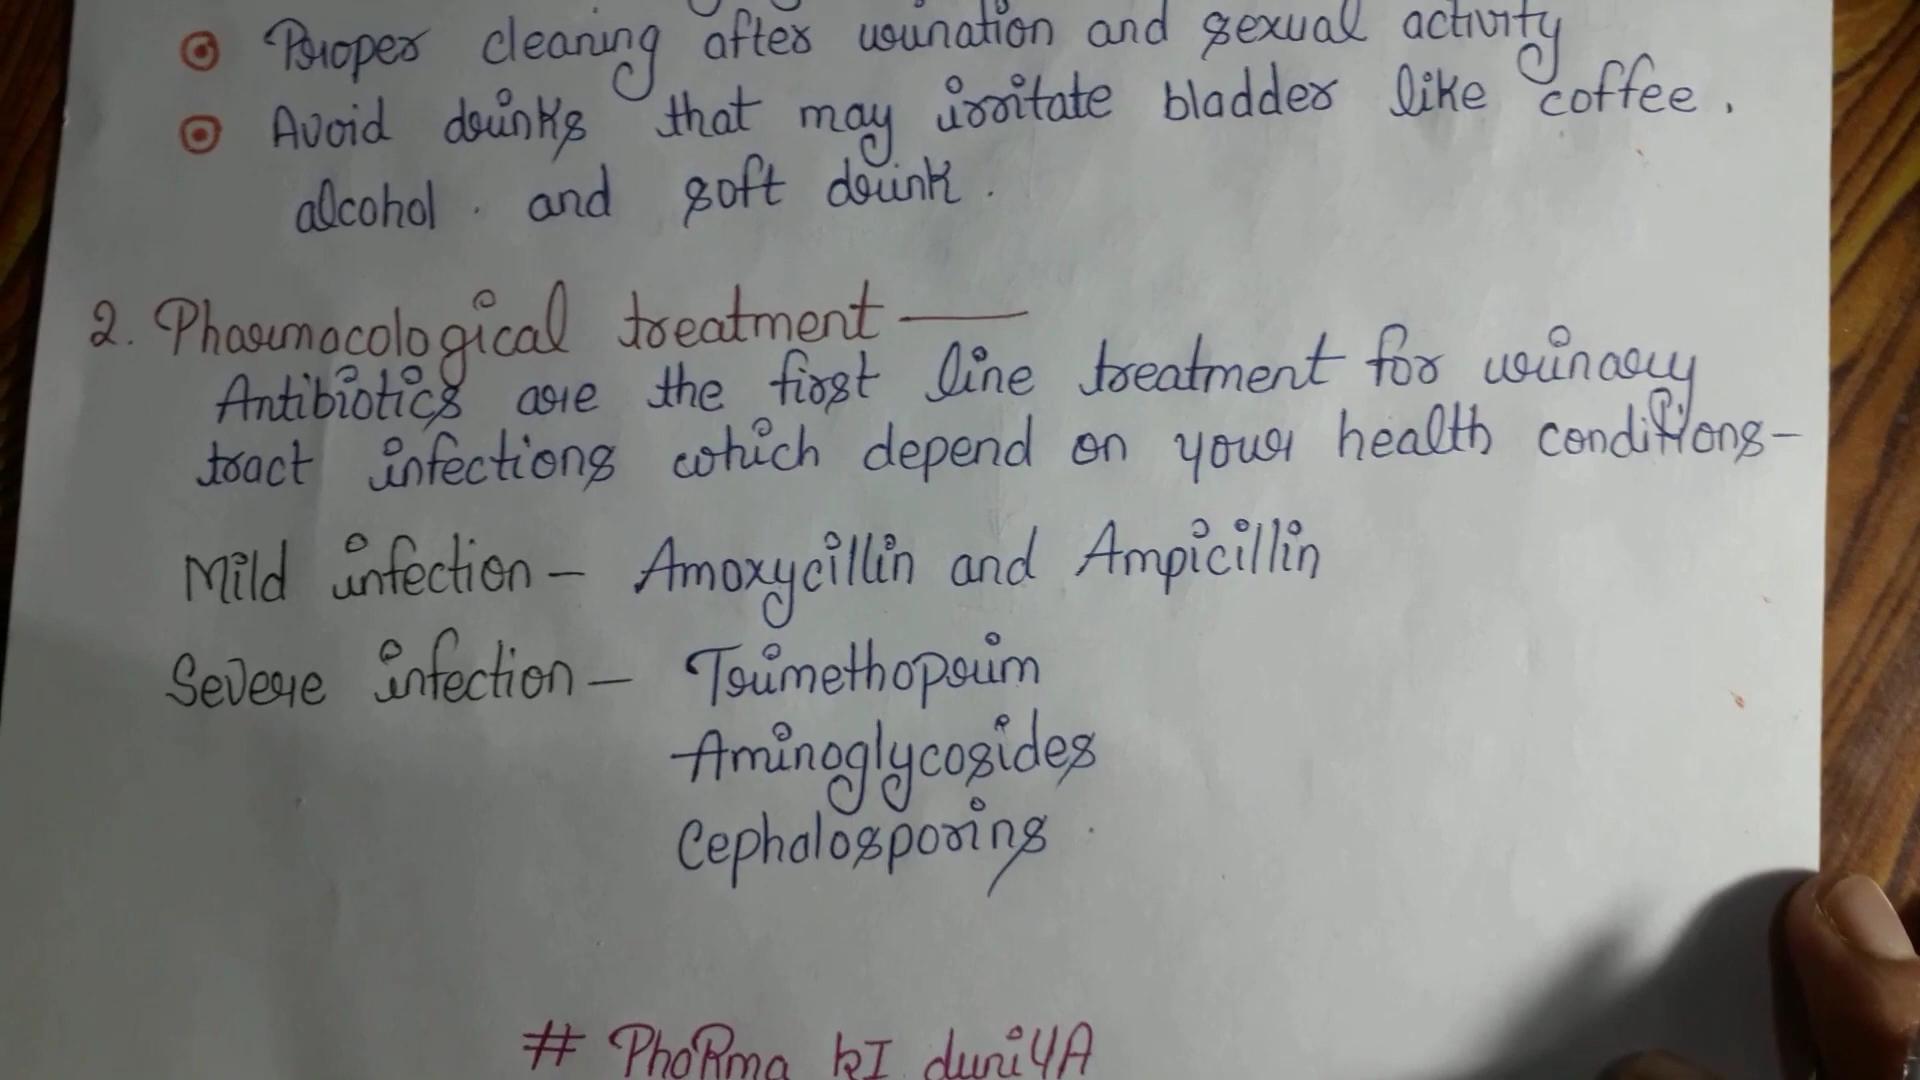 Proper cleaning after urination and sexual activity
Avoid drinks that may irritate bladder like coffee,
alcohol. and soft drink.
2. Pharmacological treatment —
Antibiotics are the first line treatment for urinary
tract infections which depend on your health conditions-
Mild infection - Amoxycillin and Ampicillin
Severe infection - Trimethoprim
Aminoglycosides
Cephalosporins.
# PhaRma kI duniyA